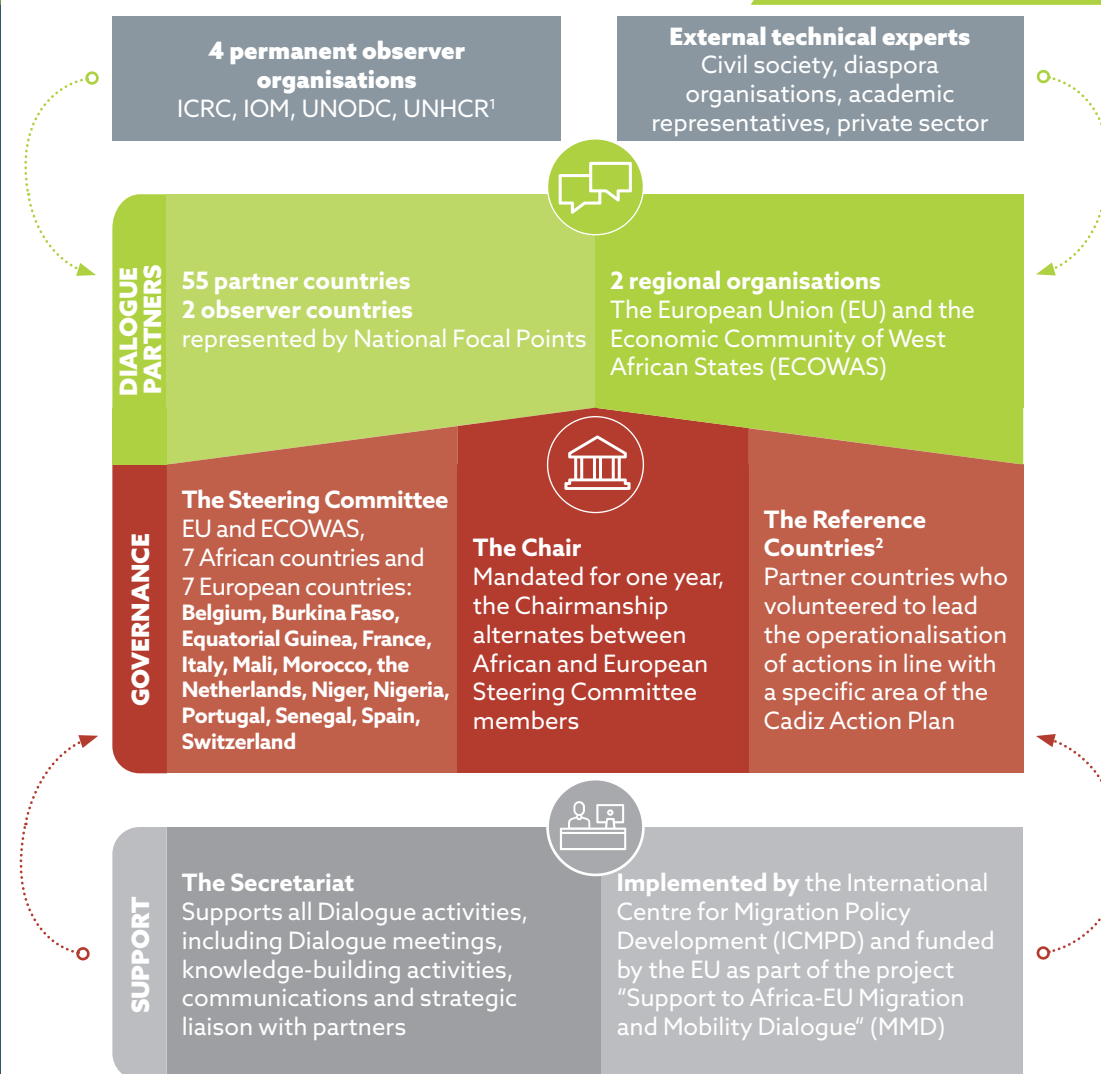 4 permanent observer
organisations
ICRC, IOM, UNODC, UNHCR¹
External technical experts
Civil society, diaspora
organisations, academic
representatives, private sector
DIALOGUE
PARTNERS
55 partner countries
2 observer countries
represented by National Focal Points
2 regional organisations
The European Union (EU) and the
Economic Community of West
African States (ECOWAS)
GOVERNANCE
The Steering Committee
EU and ECOWAS,
7 African countries and
7 European countries:
Belgium, Burkina Faso,
Equatorial Guinea, France,
Italy, Mali, Morocco, the
Netherlands, Niger, Nigeria,
Portugal, Senegal, Spain,
Switzerland
The Chair
Mandated for one year,
the Chairmanship
alternates between
African and European
Steering Committee
members
The Reference
Countries²
Partner countries who
volunteered to lead
the operationalisation
of actions in line with
a specific area of the
Cadiz Action Plan
SUPPORT
The Secretariat
Supports all Dialogue activities,
including Dialogue meetings,
knowledge-building activities,
communications and strategic
liaison with partners
Implemented by the International
Centre for Migration Policy
Development (ICMPD) and funded
by the EU as part of the project
“Support to Africa-EU Migration
and Mobility Dialogue“ (MMD)